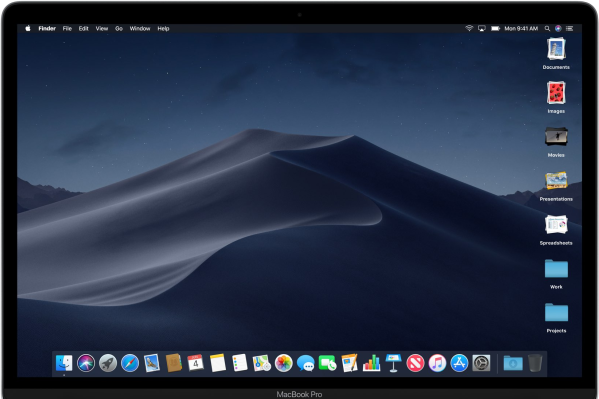 Finder File Edit View Go Window Help Mon 9:41 AM
Documents
Images
Movies
Presentations
Spreadsheets
Work
Projects
4
MacBook Pro